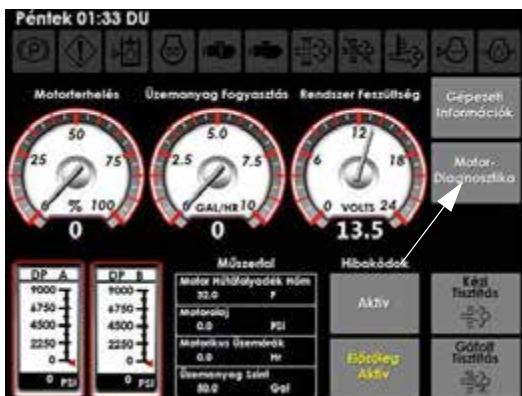 Péntek 01:33 DU
(P)
Motorterhelés Üzemanyag Fogyasztás Rendszer Feszültség
Gépezeti Információk
50
25 75
0 % 100
0
5.0
2.5 7.5
0 GAL/HR 10
0
12
6 18
0 VOLTS 24
13.5
Motor-
Diagnosztika
Műszerfal
Hibakódok
DP A
9000
6750
4500
2250
0
0 PSI
DP B
9000
6750
4500
2250
0
0 PSI
Motor Hűtőfolyadék Hőm
32.0 F
Motorolaj
0.0 PSI
Motorikus Üzemórák
0.0 Hr
Üzemanyag Szint
50.0 Gal
Aktív
Előzőleg
Aktív
Kézi
Tisztítás
Gátolt
Tisztítás